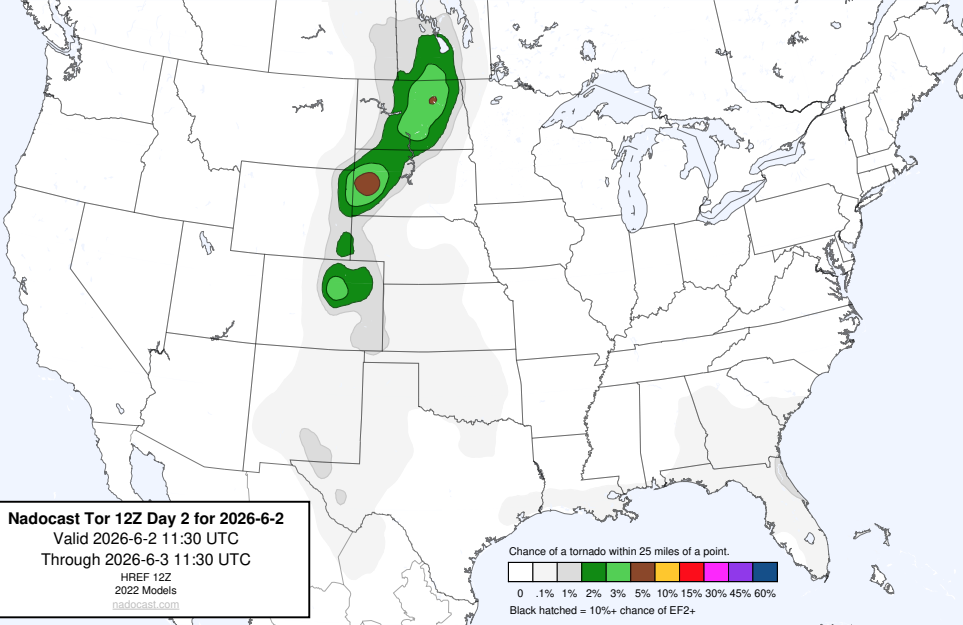 Nadocast Tor 12Z Day 2 for 2026-6-2
Valid 2026-6-2 11:30 UTC
Through 2026-6-3 11:30 UTC
HREF 12Z
2022 Models
nadocast.com
Chance of a tornado within 25 miles of a point.
0 .1% 1% 2% 3% 5% 10% 15% 30% 45% 60%
Black hatched = 10%+ chance of EF2+